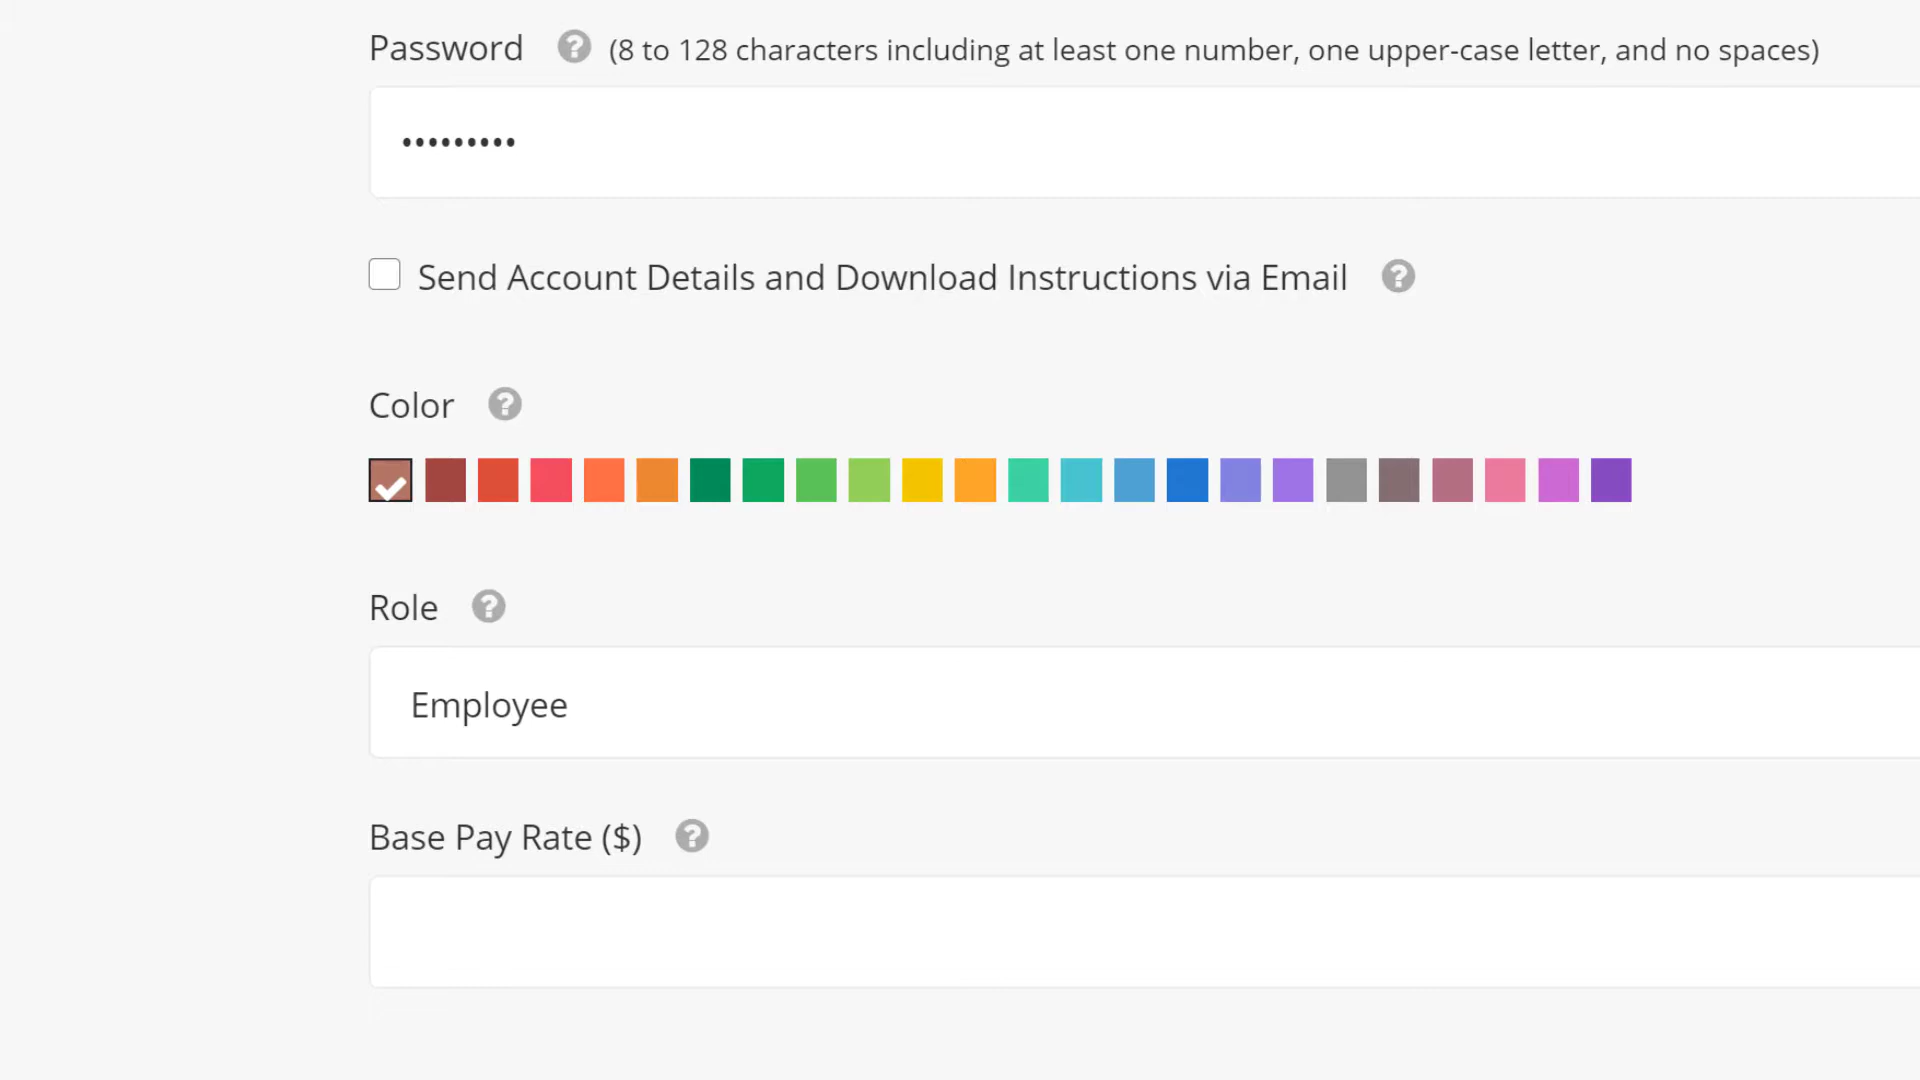 Password ? (8 to 128 characters including at least one number, one upper-case letter, and no spaces)
•••••••••
Send Account Details and Download Instructions via Email ?
Color ?
Role ?
Employee
Base Pay Rate ($) ?